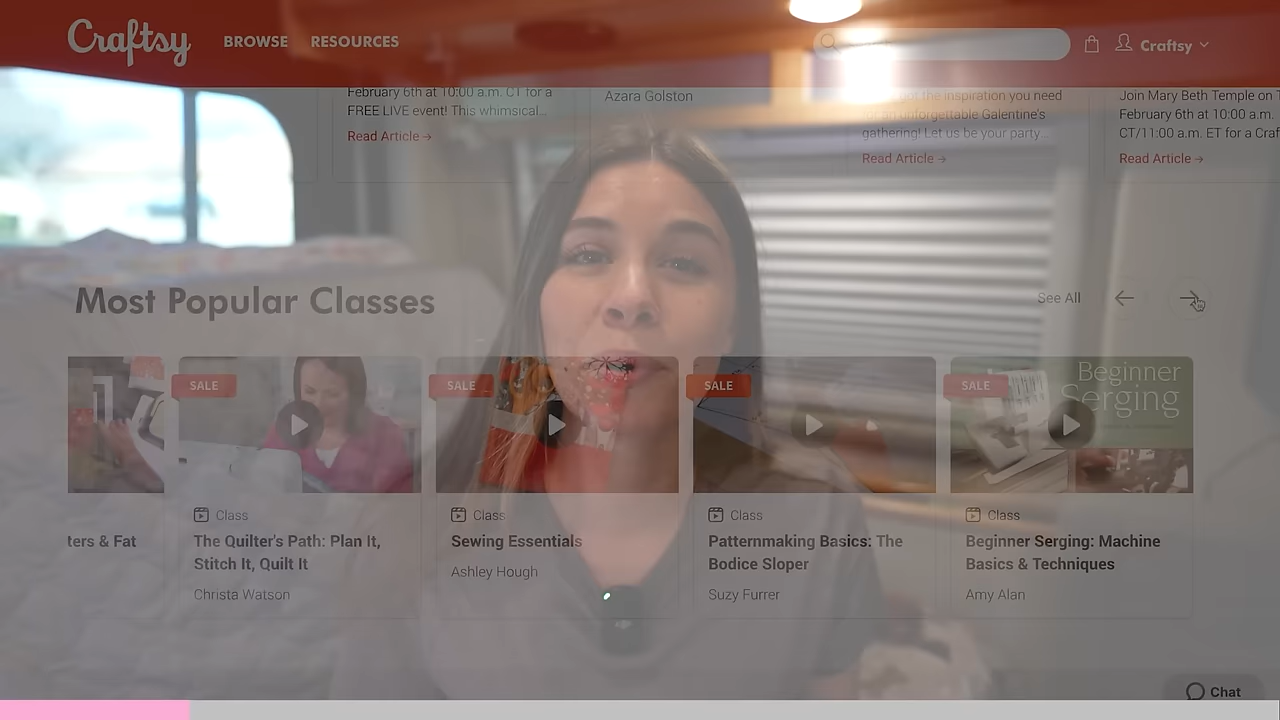 Craftsy
BROWSE
RESOURCES
Craftsy
February 6th at 10:00 a.m. CT for a
FREE LIVE event! This whimsical...
Read Article →
Azara Golston
got the inspiration you need
for an unforgettable Galentine's
gathering! Let us be your party...
Read Article →
Join Mary Beth Temple on
February 6th at 10:00 a.m.
CT/11:00 a.m. ET for a
Read Article →
Most Popular Classes
See All
SALE
SALE
SALE
SALE
Beginner
Serging
ters & Fat
Class
The Quilter's Path: Plan It,
Stitch It, Quilt It
Christa Watson
Class
Sewing Essentials
Ashley Hough
Class
Patternmaking Basics: The
Bodice Sloper
Suzy Furrer
Class
Beginner Serging: Machine
Basics & Techniques
Amy Alan
Chat